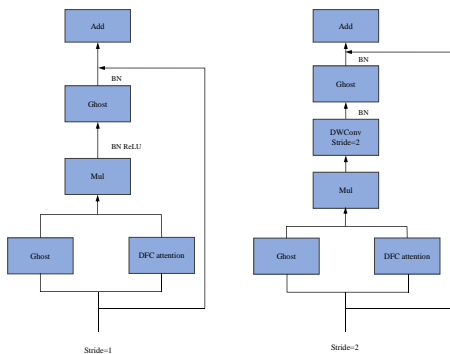 Add
BN
Ghost
BN ReLU
Mul
Ghost
DFC attention
Stride=1
Add
BN
Ghost
BN
DWConv
Stride=2
Mul
Ghost
DFC attention
Stride=2